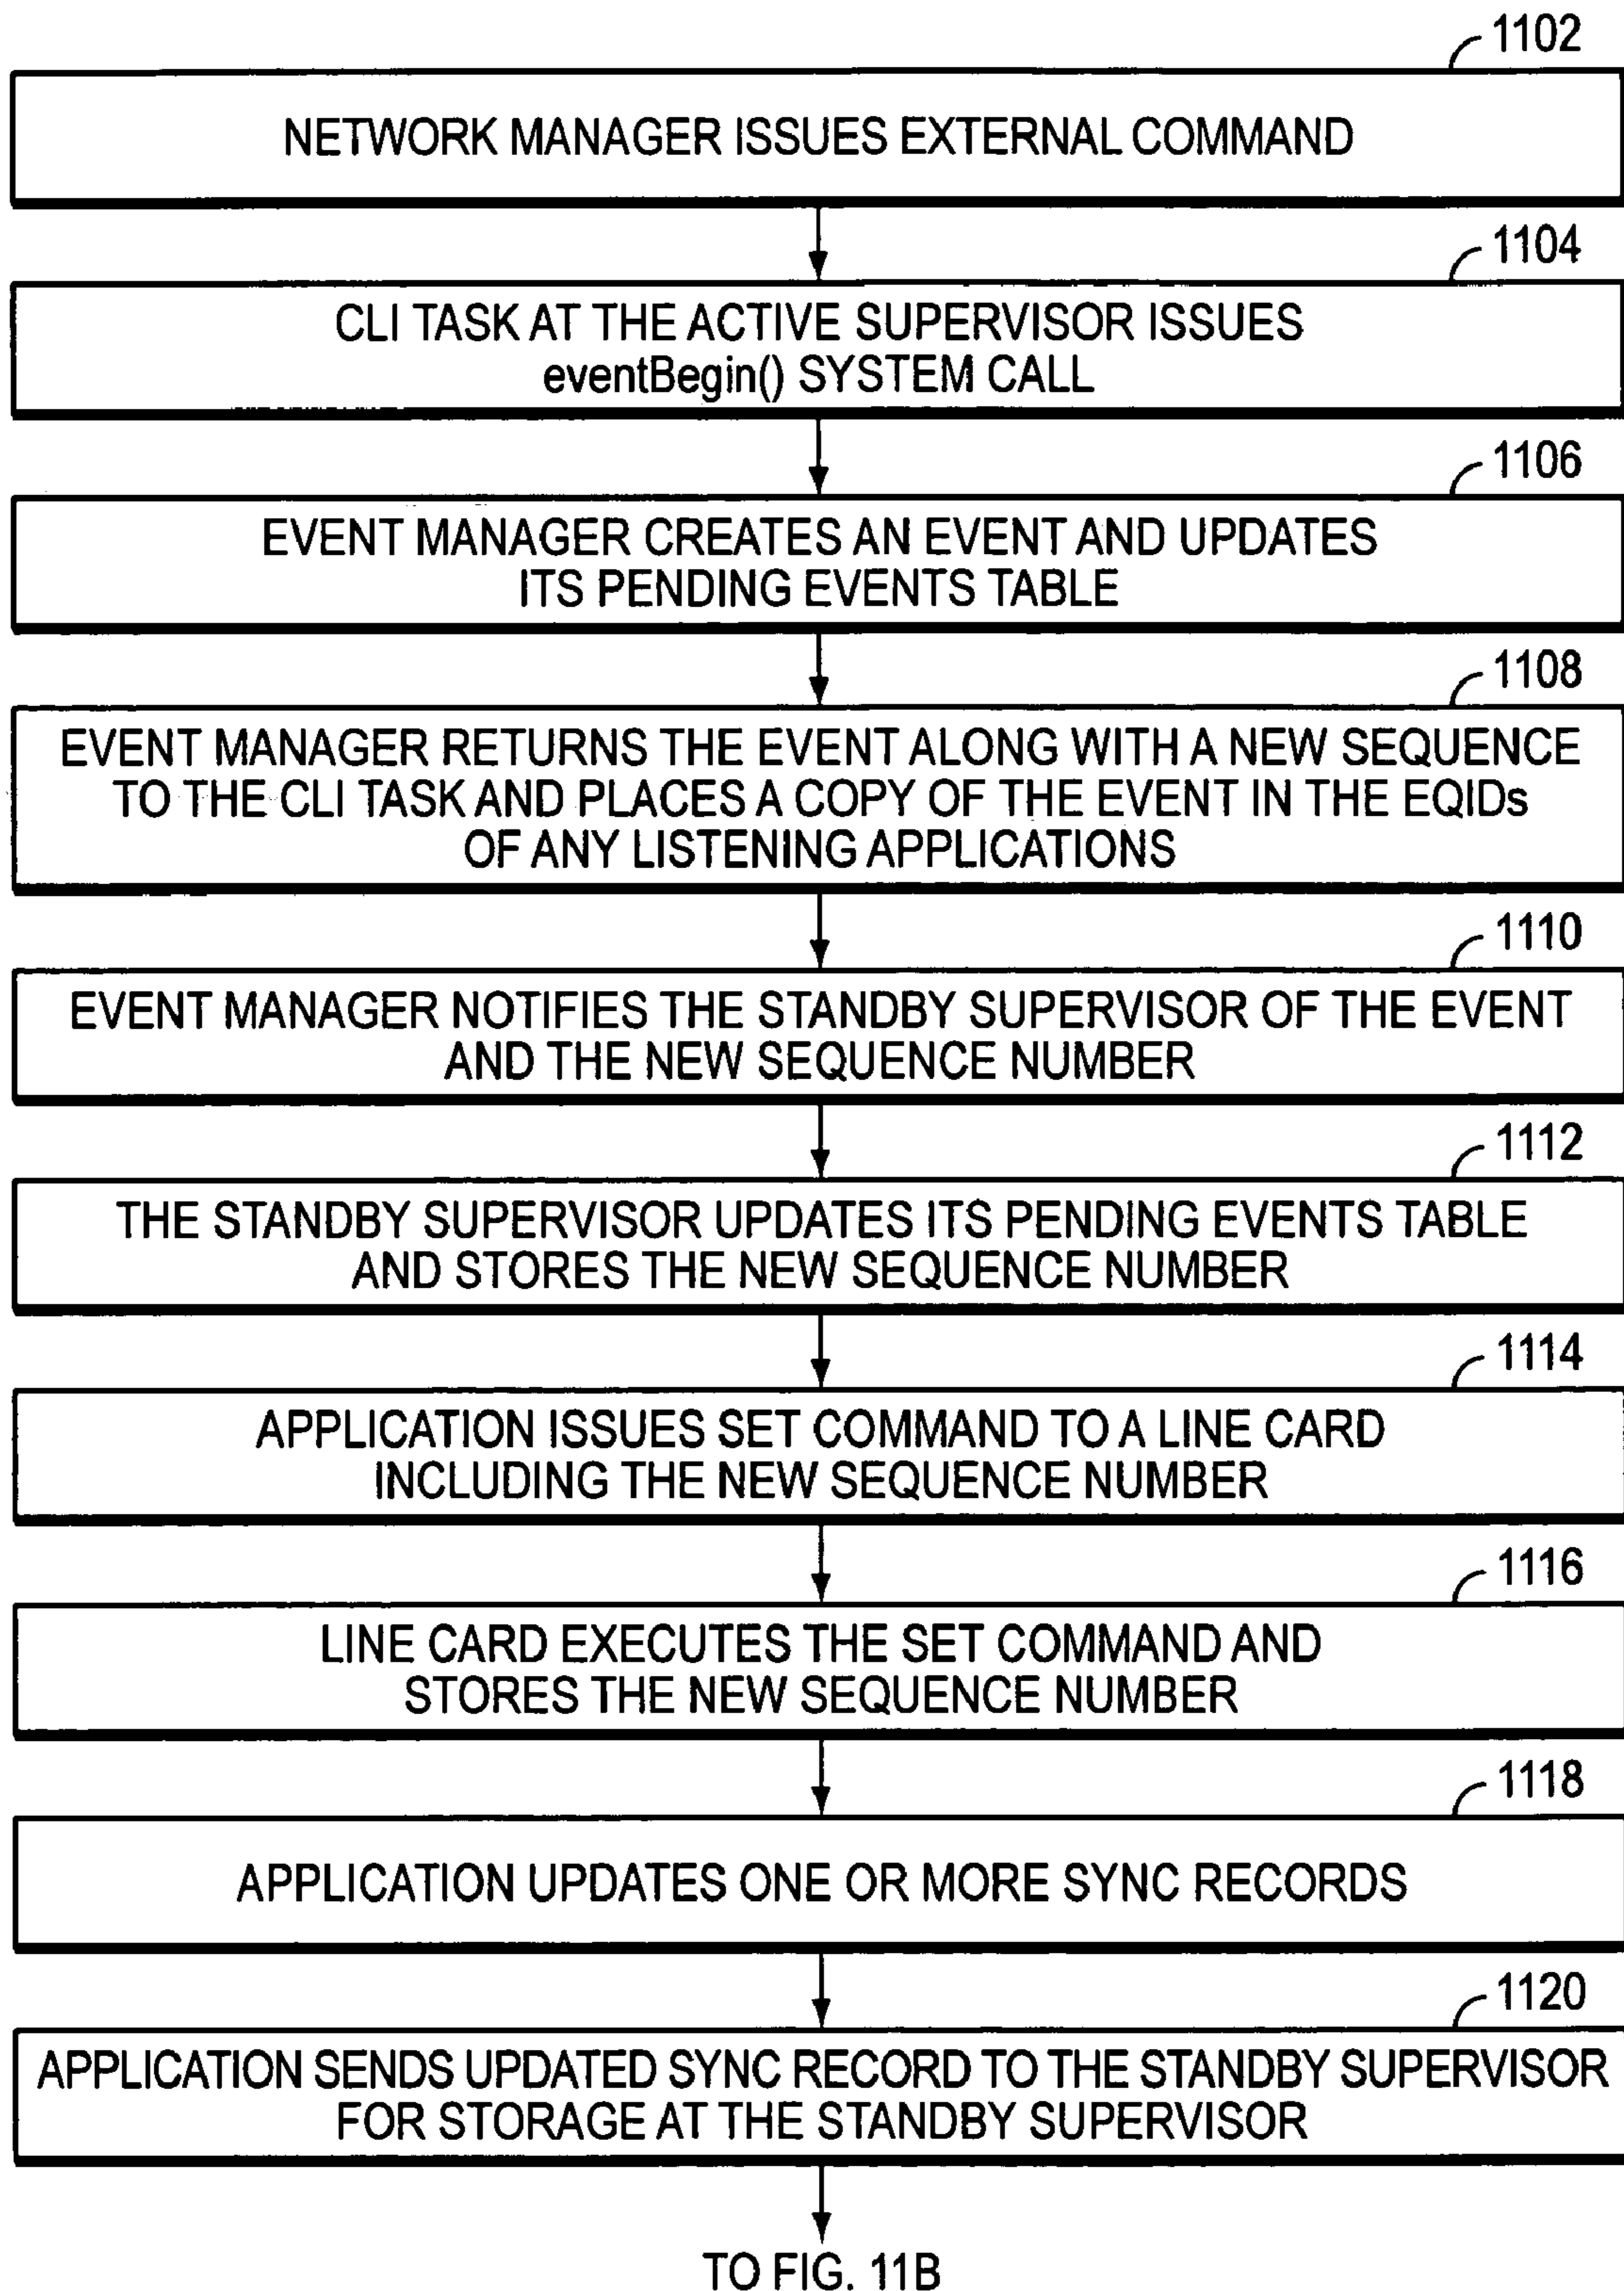 1102
NETWORK MANAGER ISSUES EXTERNAL COMMAND
1104
CLI TASK AT THE ACTIVE SUPERVISOR ISSUES
eventBegin() SYSTEM CALL
1106
EVENT MANAGER CREATES AN EVENT AND UPDATES
ITS PENDING EVENTS TABLE
1108
EVENT MANAGER RETURNS THE EVENT ALONG WITH A NEW SEQUENCE
TO THE CLI TASK AND PLACES A COPY OF THE EVENT IN THE EQIDs
OF ANY LISTENING APPLICATIONS
1110
EVENT MANAGER NOTIFIES THE STANDBY SUPERVISOR OF THE EVENT
AND THE NEW SEQUENCE NUMBER
1112
THE STANDBY SUPERVISOR UPDATES ITS PENDING EVENTS TABLE
AND STORES THE NEW SEQUENCE NUMBER
1114
APPLICATION ISSUES SET COMMAND TO A LINE CARD
INCLUDING THE NEW SEQUENCE NUMBER
1116
LINE CARD EXECUTES THE SET COMMAND AND
STORES THE NEW SEQUENCE NUMBER
1118
APPLICATION UPDATES ONE OR MORE SYNC RECORDS
1120
APPLICATION SENDS UPDATED SYNC RECORD TO THE STANDBY SUPERVISOR
FOR STORAGE AT THE STANDBY SUPERVISOR
TO FIG. 11B